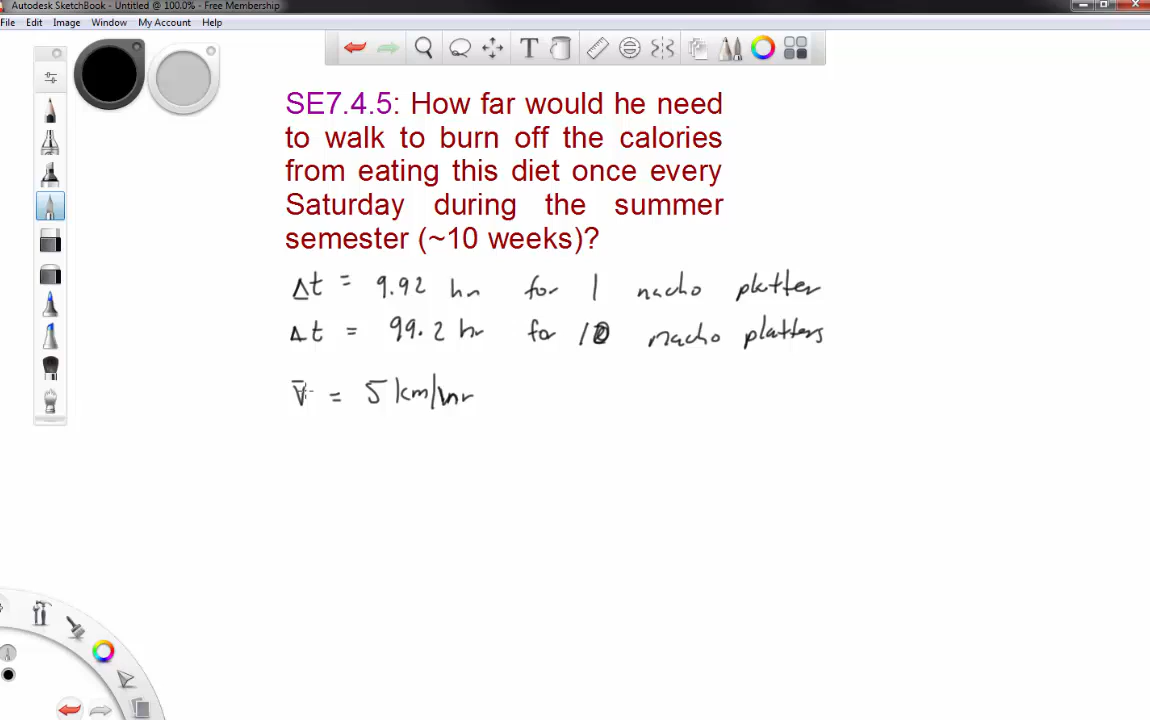 Autodesk SketchBook - Untitled @ 100.0% - Free Membership
File Edit Image Window My Account Help
SE7.4.5: How far would he need
to walk to burn off the calories
from eating this diet once every
Saturday during the summer
semester (~10 weeks)?
Δt = 9.92 hr for 1 nacho platter
Δt = 99.2 hr for 10 nacho platters
v̄ = 5 km/hr